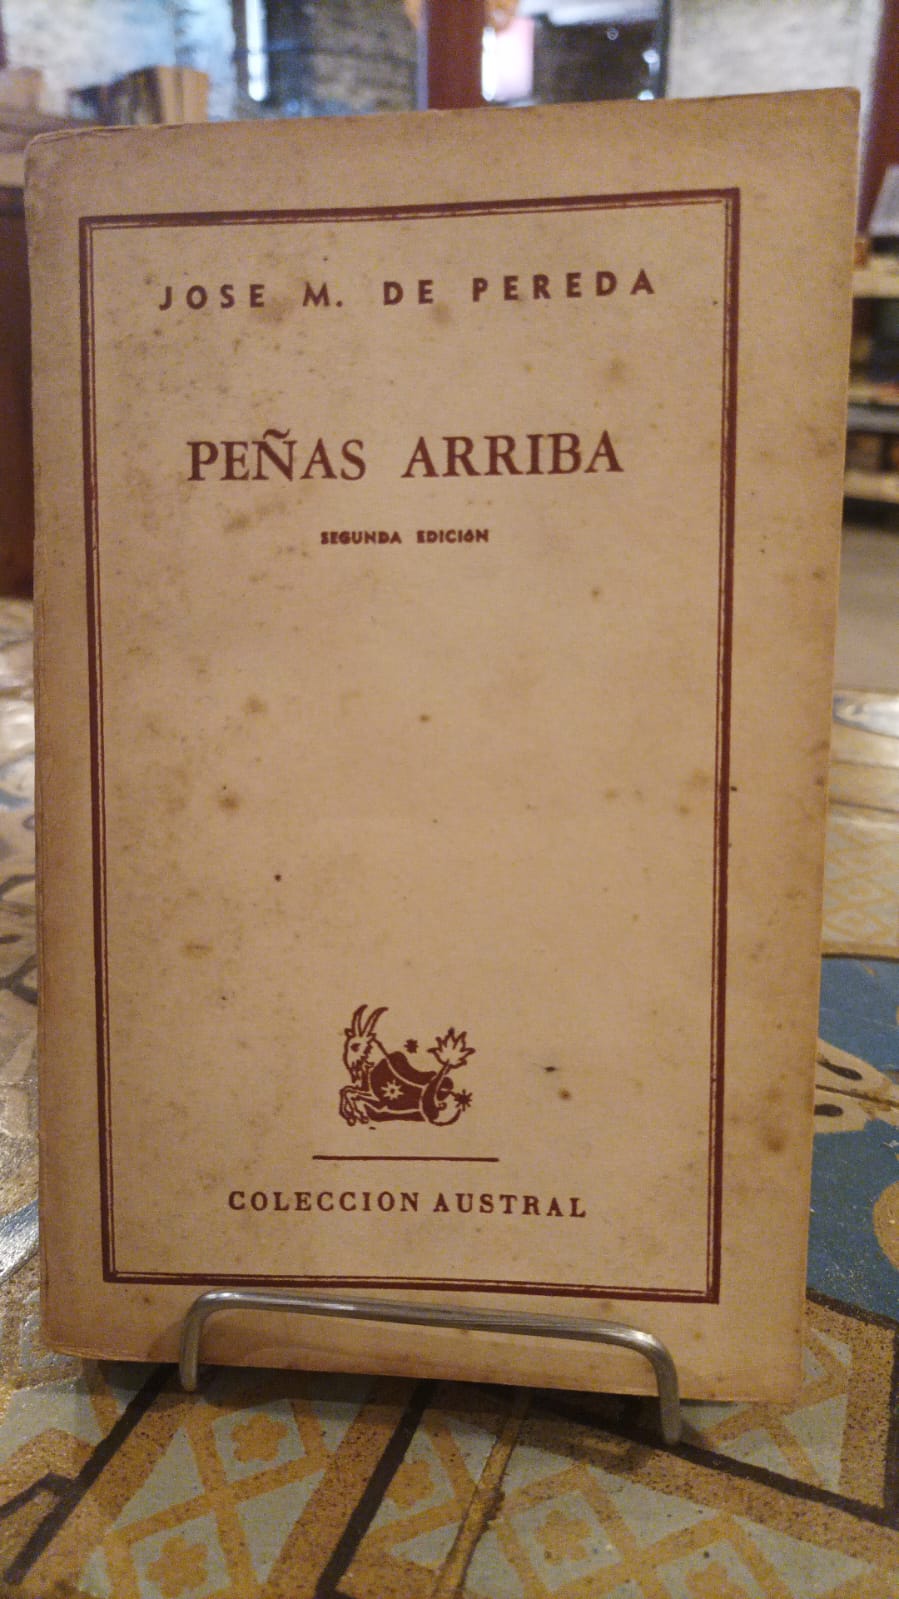 JOSE M. DE PEREDA
PEÑAS ARRIBA
SEGUNDA EDICIÓN
COLECCION AUSTRAL